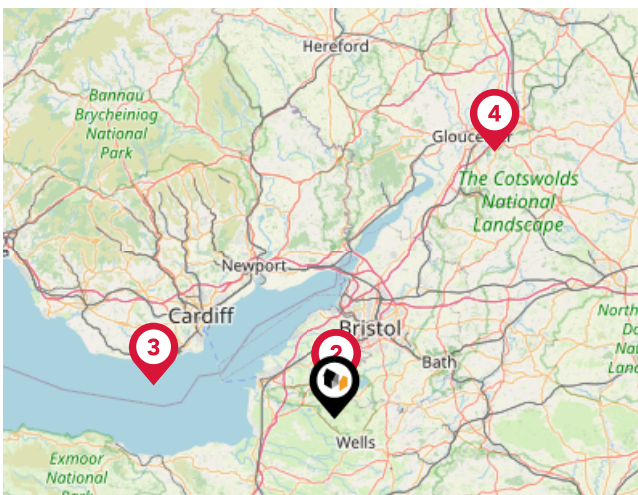 Hereford
Bannau
Brycheiniog
National
Park
4
The Cotswolds
National
Landscape
Newport
Cardiff
Bristol
3
2
Bath
North
Wells
Exmoor
National